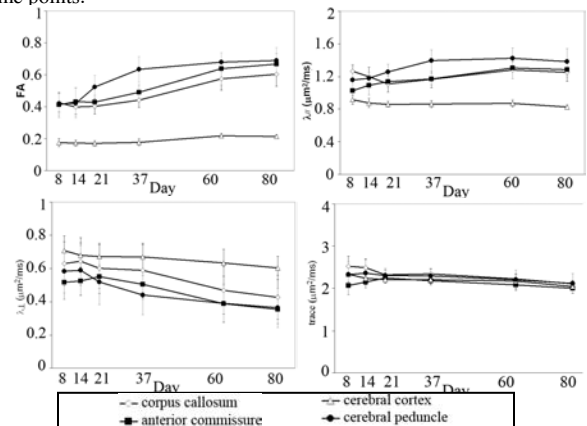 me points.
1
0.8
0.6
0.4
0.2
0
FA
8 14 21 37 60 80
Day
2
1.6
1.2
0.8
0.4
0
λ// (μm²/ms)
8 14 21 37 60 80
Day
1
0.8
0.6
0.4
0.2
0
λ⊥ (μm²/ms)
8 14 21 37 60 80
Day
4
3
2
1
0
trace (μm²/ms)
8 14 21 37 60 80
Day
corpus callosum
cerebral cortex
anterior commissure
cerebral peduncle